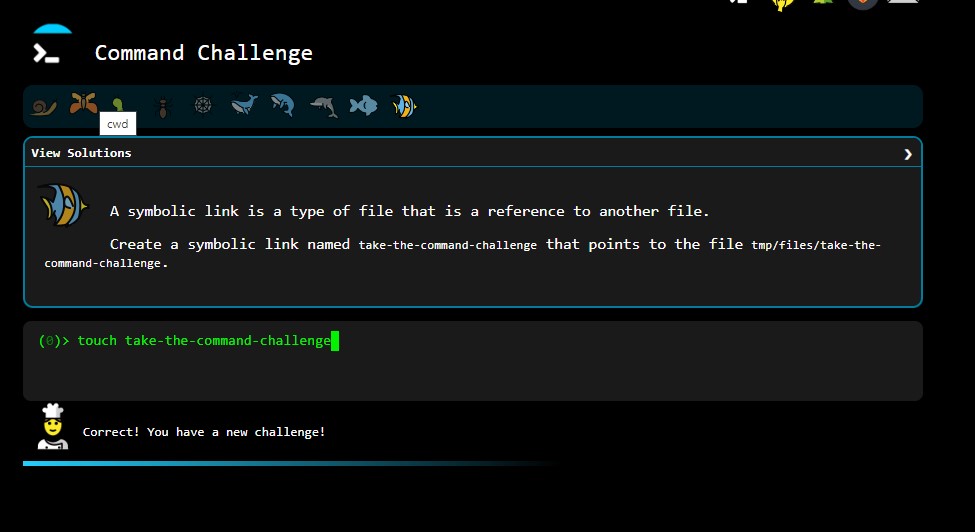 Command Challenge
cwd
View Solutions
A symbolic link is a type of file that is a reference to another file.
Create a symbolic link named take-the-command-challenge that points to the file tmp/files/take-the-
command-challenge.
(0)> touch take-the-command-challenge
Correct! You have a new challenge!